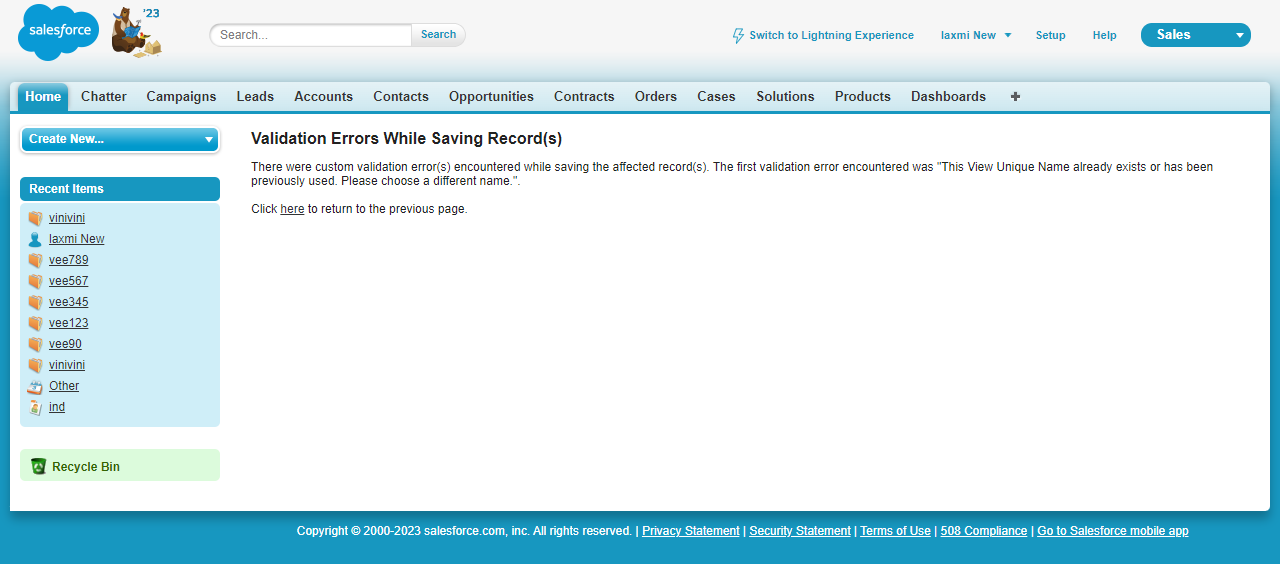 salesforce
'23
Search...
Search
Switch to Lightning Experience
laxmi New
Setup
Help
Sales
Home Chatter Campaigns Leads Accounts Contacts Opportunities Contracts Orders Cases Solutions Products Dashboards
Create New...
Recent Items
vinivini
laxmi New
vee789
vee567
vee345
vee123
vee90
vinivini
Other
ind
Recycle Bin
Validation Errors While Saving Record(s)
There were custom validation error(s) encountered while saving the affected record(s). The first validation error encountered was "This View Unique Name already exists or has been
previously used. Please choose a different name.".
Click here to return to the previous page.
Copyright © 2000-2023 salesforce.com, inc. All rights reserved. | Privacy Statement | Security Statement | Terms of Use | 508 Compliance | Go to Salesforce mobile app